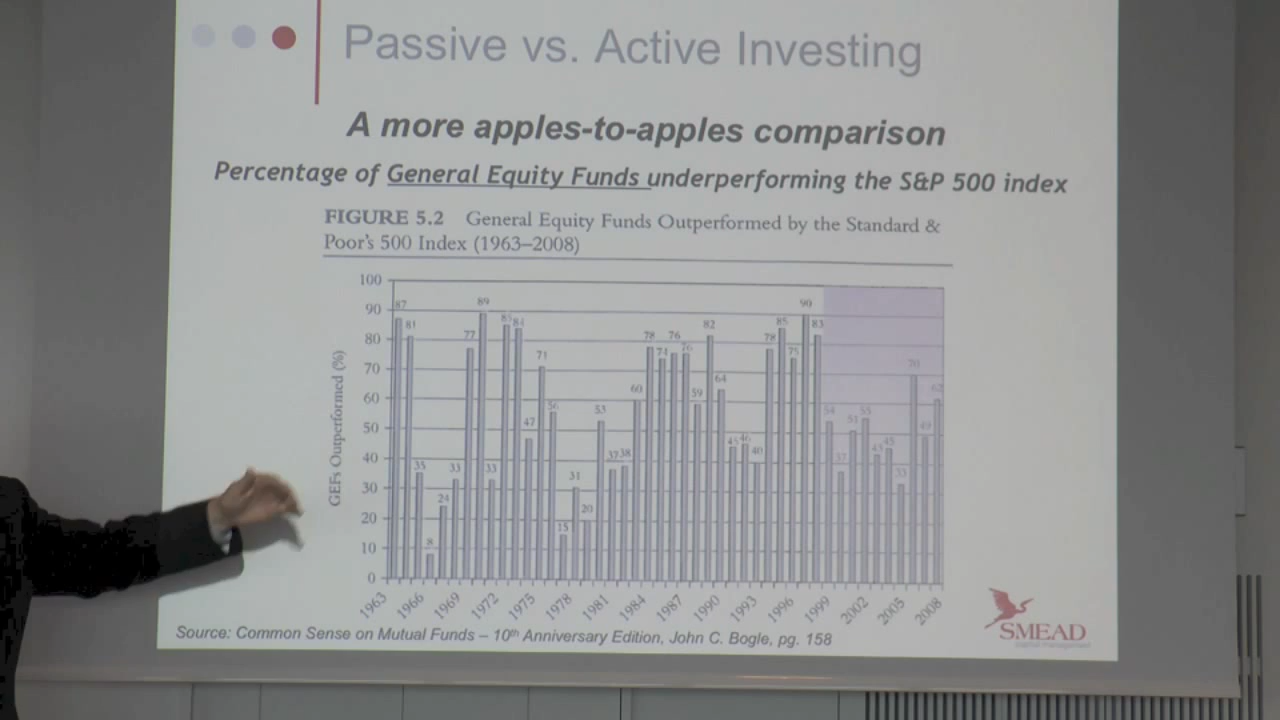 Passive vs. Active Investing
A more apples-to-apples comparison
Percentage of General Equity Funds underperforming the S&P 500 index
FIGURE 5.2 General Equity Funds Outperformed by the Standard &
Poor's 500 Index (1963–2008)
GEFs Outperformed (%)
100
90
80
70
60
50
40
30
20
10
0
87 81 35 8 24 33 77 89 33 85 84 47 71 56 15 31 20 53 37 38 60 78 74 76 76 59 82 64 45 46 40 78 85 75 90 83 54 37 51 55 43 45 33 70 49 62
1963 1966 1969 1972 1975 1978 1981 1984 1987 1990 1993 1996 1999 2002 2005 2008
Source: Common Sense on Mutual Funds – 10th Anniversary Edition, John C. Bogle, pg. 158
SMEAD